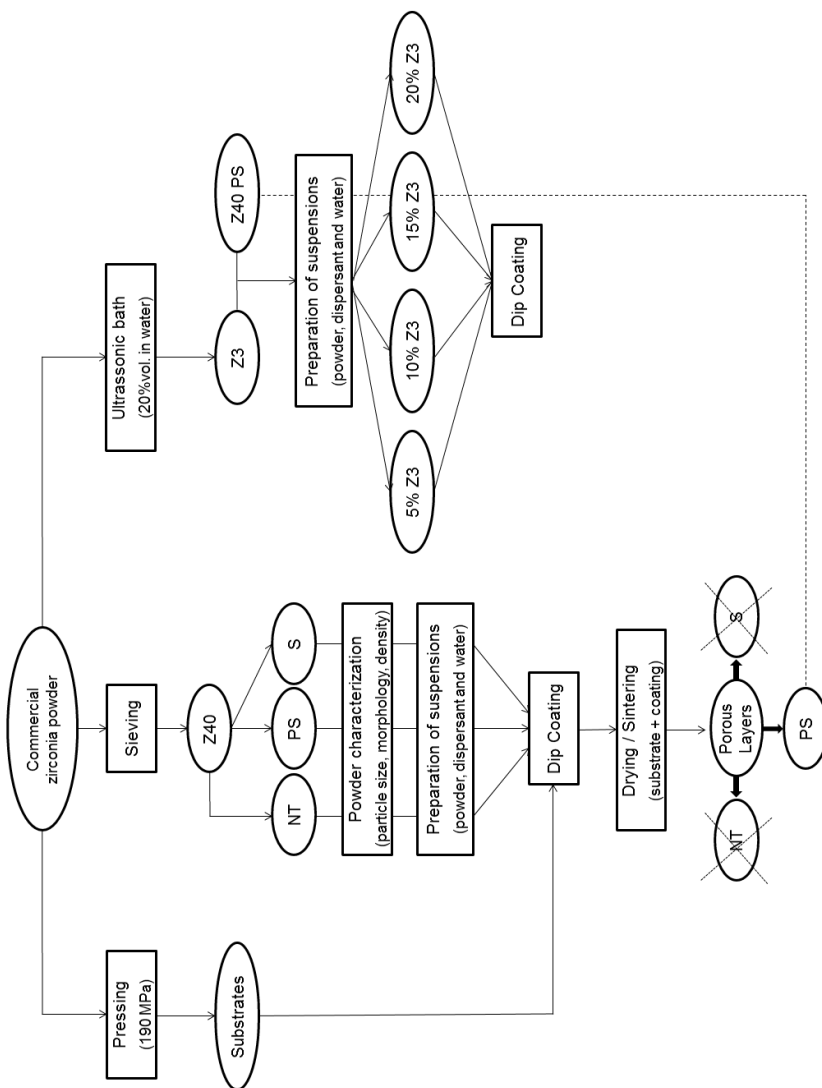 Commercial
zirconia powder
Pressing
(190 MPa)
Sieving
Ultrassonic bath
(20%vol. in water)
Substrates
Z40
Z3
Z40 PS
NT
PS
S
Powder characterization
(particle size, morphology, density)
Preparation of suspensions
(powder, dispersant and water)
Preparation of suspensions
(powder, dispersant and water)
5% Z3
10% Z3
15% Z3
20% Z3
Dip Coating
Dip Coating
Drying / Sintering
(substrate + coating)
NT
Porous
Layers
S
PS